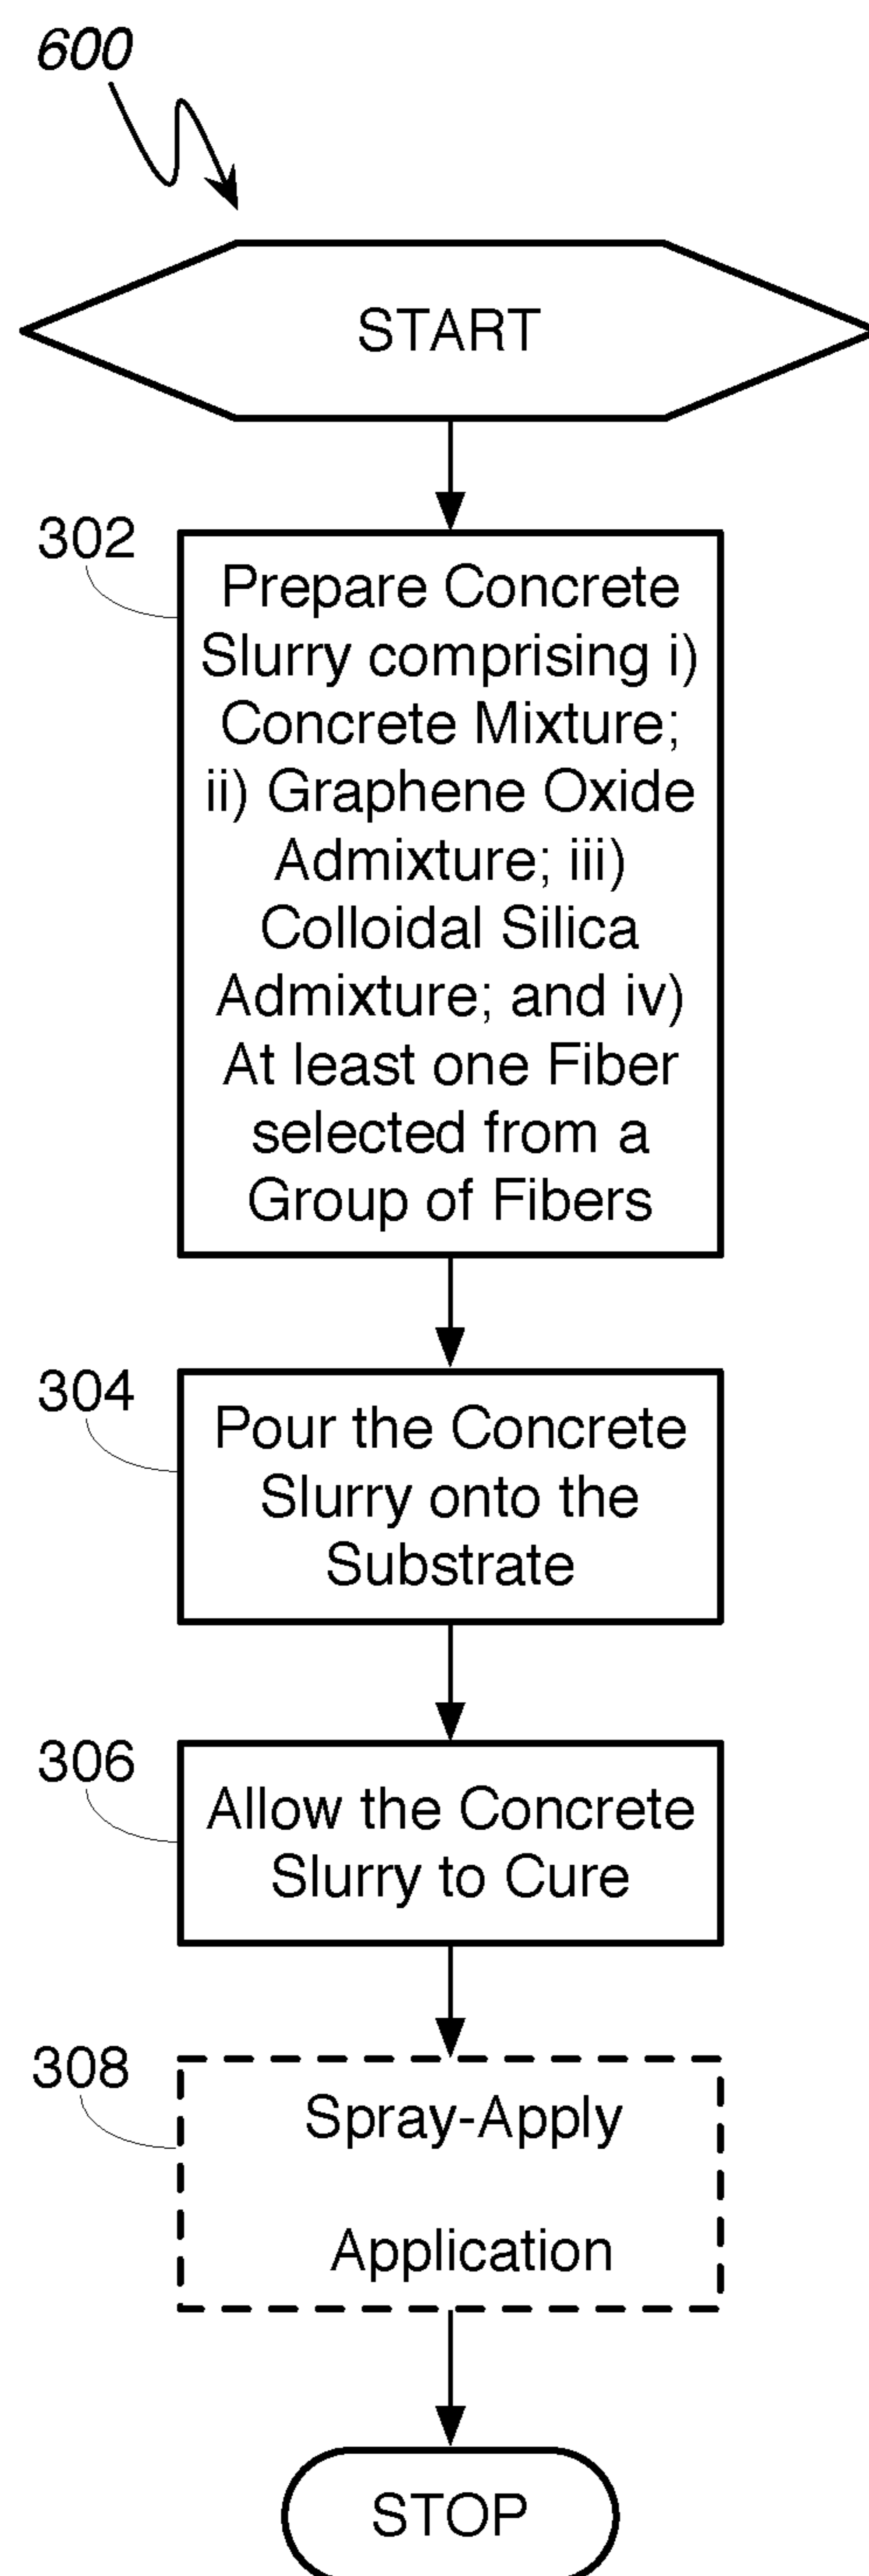 600
START
302
Prepare Concrete
Slurry comprising i)
Concrete Mixture;
ii) Graphene Oxide
Admixture; iii)
Colloidal Silica
Admixture; and iv)
At least one Fiber
selected from a
Group of Fibers
304
Pour the Concrete
Slurry onto the
Substrate
306
Allow the Concrete
Slurry to Cure
308
Spray-Apply
Application
STOP